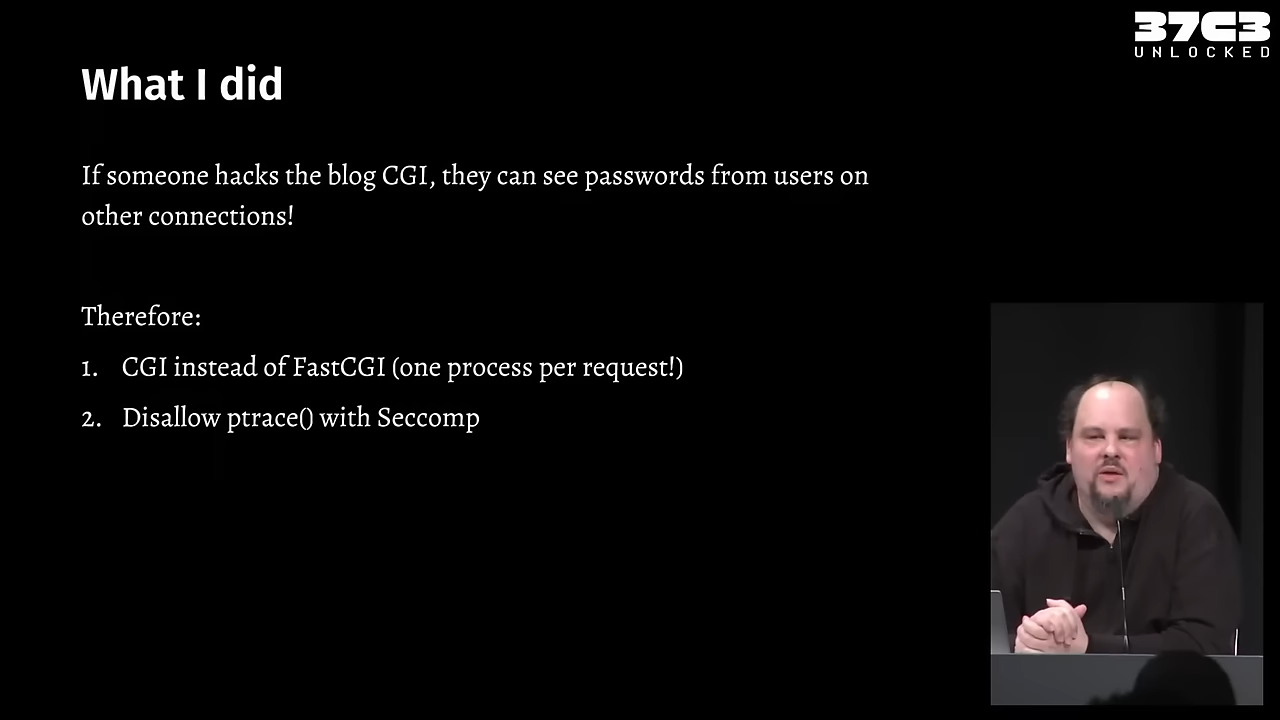 37C3
UNLOCKED
What I did
If someone hacks the blog CGI, they can see passwords from users on
other connections!
Therefore:
1. CGI instead of FastCGI (one process per request!)
2. Disallow ptrace() with Seccomp